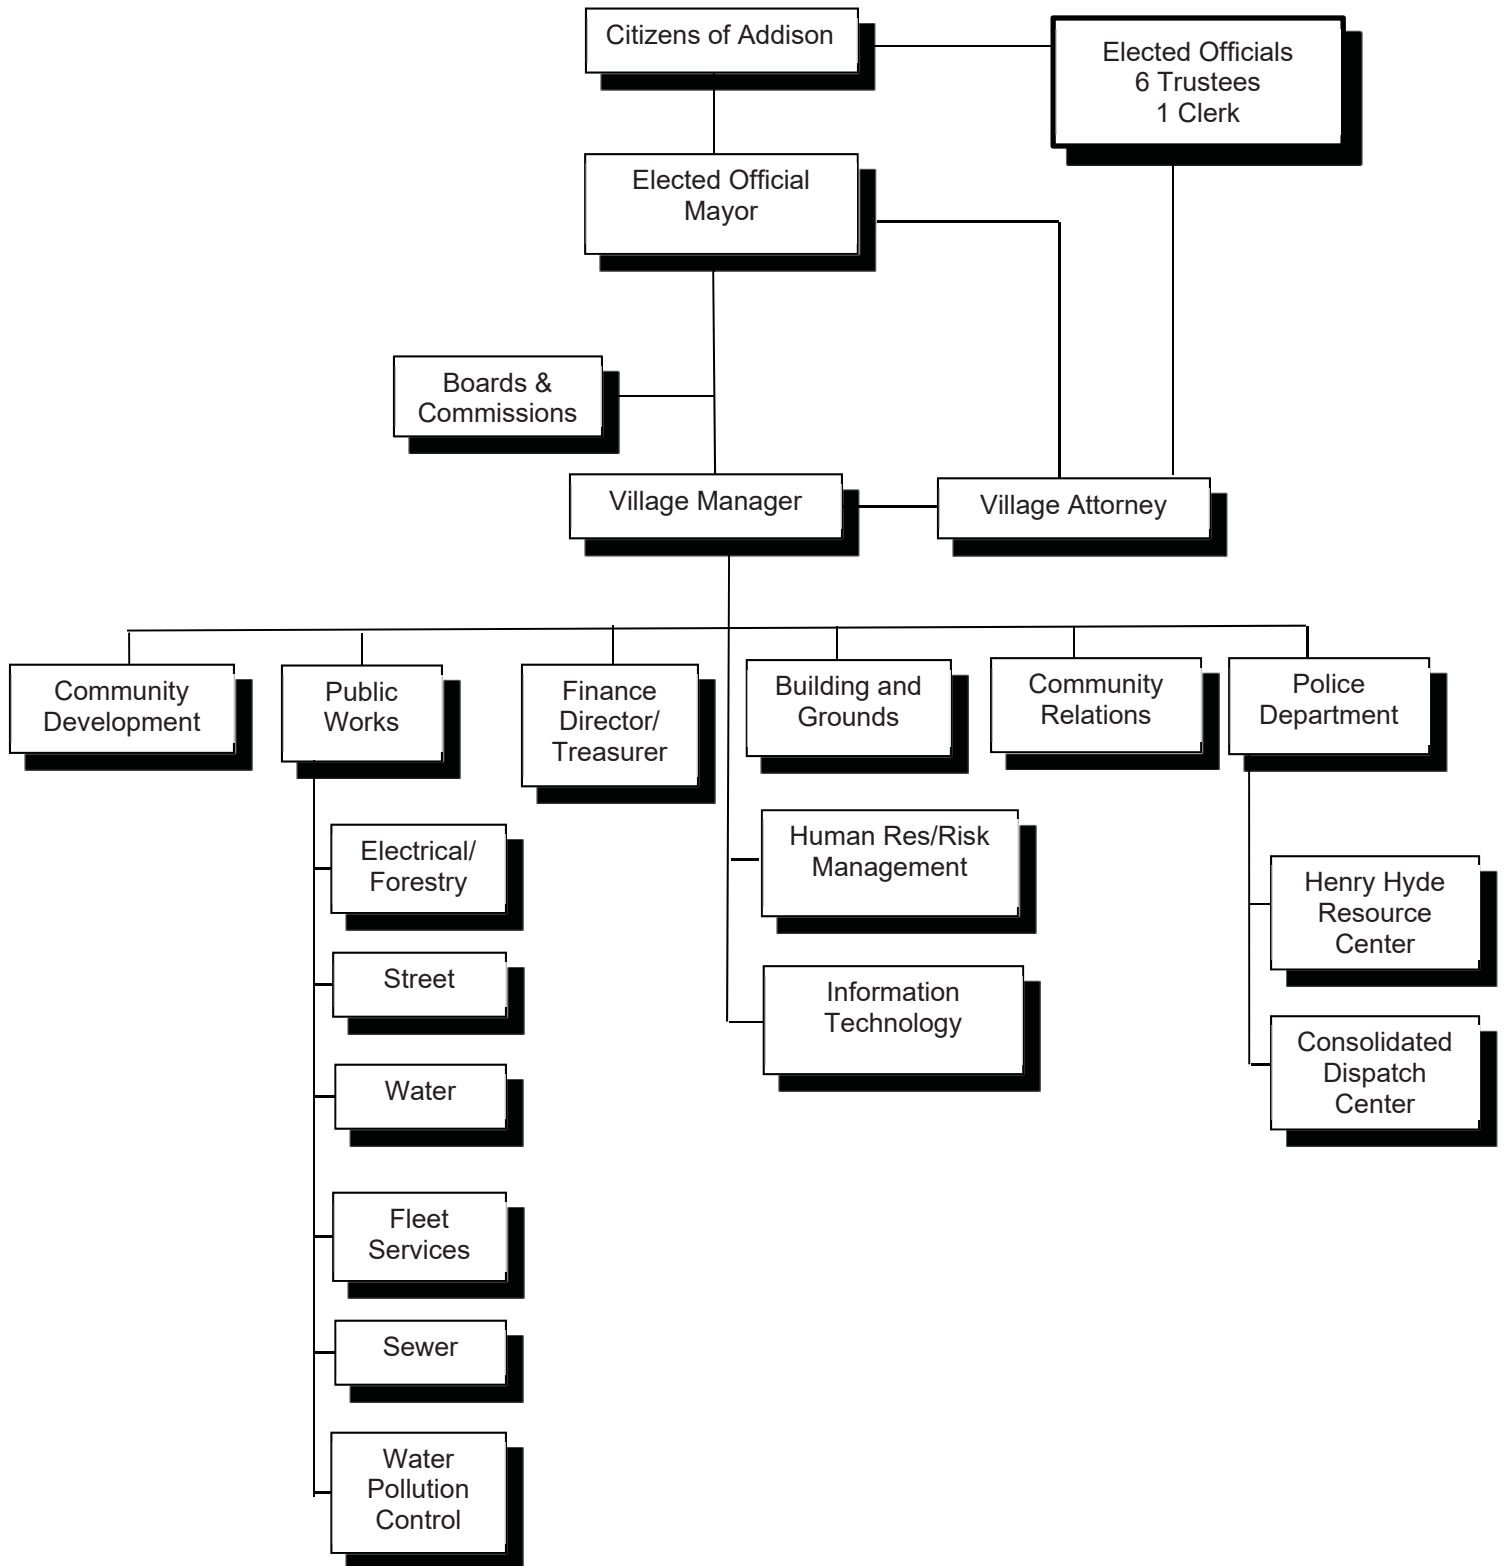 Citizens of Addison
Elected Officials
6 Trustees
1 Clerk
Elected Official
Mayor
Boards &
Commissions
Village Manager
Village Attorney
Community
Development
Public
Works
Finance
Director/
Treasurer
Building and
Grounds
Community
Relations
Police
Department
Electrical/
Forestry
Street
Water
Fleet
Services
Sewer
Water
Pollution
Control
Human Res/Risk
Management
Information
Technology
Henry Hyde
Resource
Center
Consolidated
Dispatch
Center